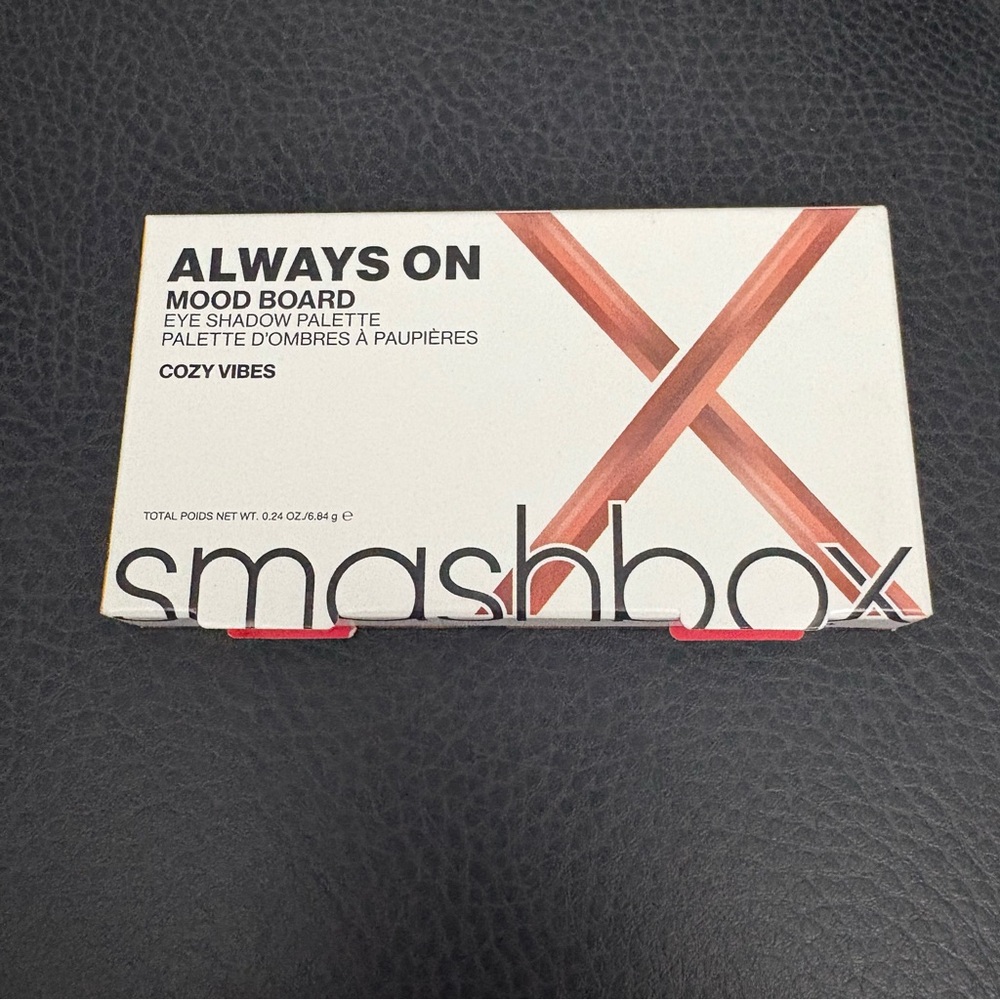 ALWAYS ON
MOOD BOARD
EYE SHADOW PALETTE
PALETTE D'OMBRES À PAUPIÈRES
COZY VIBES
TOTAL POIDS NET WT. 0.24 OZ./6.84 g ℮
smashbox